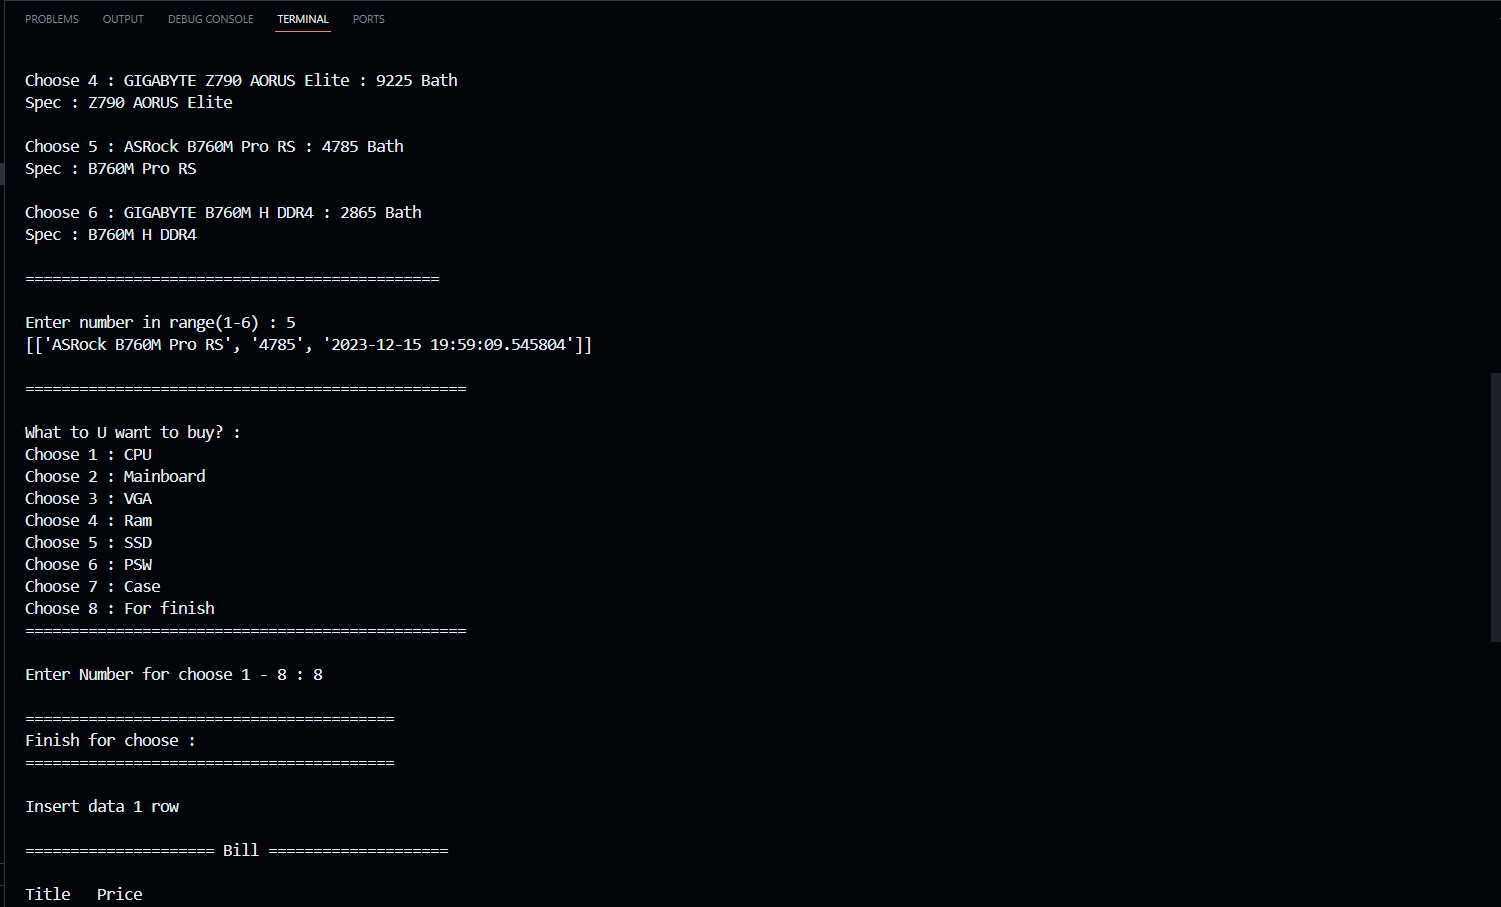 PROBLEMS OUTPUT DEBUG CONSOLE TERMINAL PORTS
Choose 4 : GIGABYTE Z790 AORUS Elite : 9225 Bath
Spec : Z790 AORUS Elite
Choose 5 : ASRock B760M Pro RS : 4785 Bath
Spec : B760M Pro RS
Choose 6 : GIGABYTE B760M H DDR4 : 2865 Bath
Spec : B760M H DDR4
==============================================
Enter number in range(1-6) : 5
[['ASRock B760M Pro RS', '4785', '2023-12-15 19:59:09.545804']]
=================================================
What to U want to buy? :
Choose 1 : CPU
Choose 2 : Mainboard
Choose 3 : VGA
Choose 4 : Ram
Choose 5 : SSD
Choose 6 : PSW
Choose 7 : Case
Choose 8 : For finish
=================================================
Enter Number for choose 1 - 8 : 8
=========================================
Finish for choose :
=========================================
Insert data 1 row
===================== Bill ====================
Title   Price